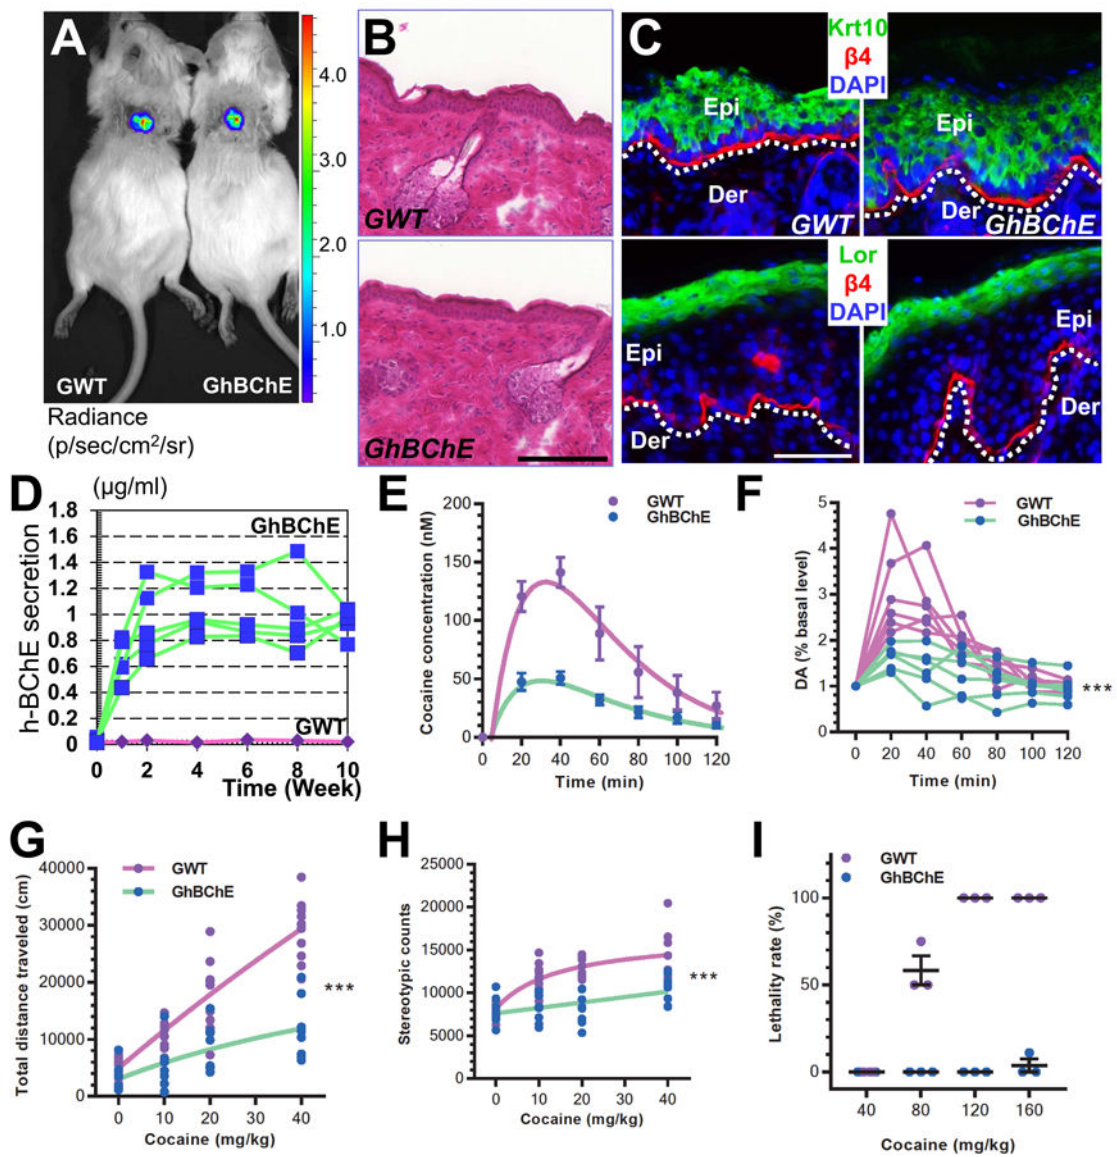 A
4.0
3.0
2.0
1.0
GWT
GhBChE
Radiance
(p/sec/cm²/sr)
B
GWT
GhBChE
C
Krt10
β4
DAPI
Epi
Der
GWT
Epi
Der
GhBChE
Lor
β4
DAPI
Epi
Der
Epi
Der
D
(µg/ml)
h-BChE secretion
1.8
1.6
1.4
1.2
1
0.8
0.6
0.4
0.2
0
GhBChE
GWT
0 2 4 6 8 10
Time (Week)
E
GWT
GhBChE
Cocaine concentration (nM)
200
150
100
50
0
0 20 40 60 80 100 120
Time (min)
F
GWT
GhBChE
DA (% basal level)
5
4
3
2
1
0
***
0 20 40 60 80 100 120
Time (min)
G
GWT
GhBChE
Total distance traveled (cm)
40000
30000
20000
10000
0
***
0 10 20 30 40
Cocaine (mg/kg)
H
Stereotypic counts
25000
20000
15000
10000
5000
0
***
0 10 20 30 40
Cocaine (mg/kg)
I
GWT
GhBChE
Lethality rate (%)
100
50
0
40 80 120 160
Cocaine (mg/kg)